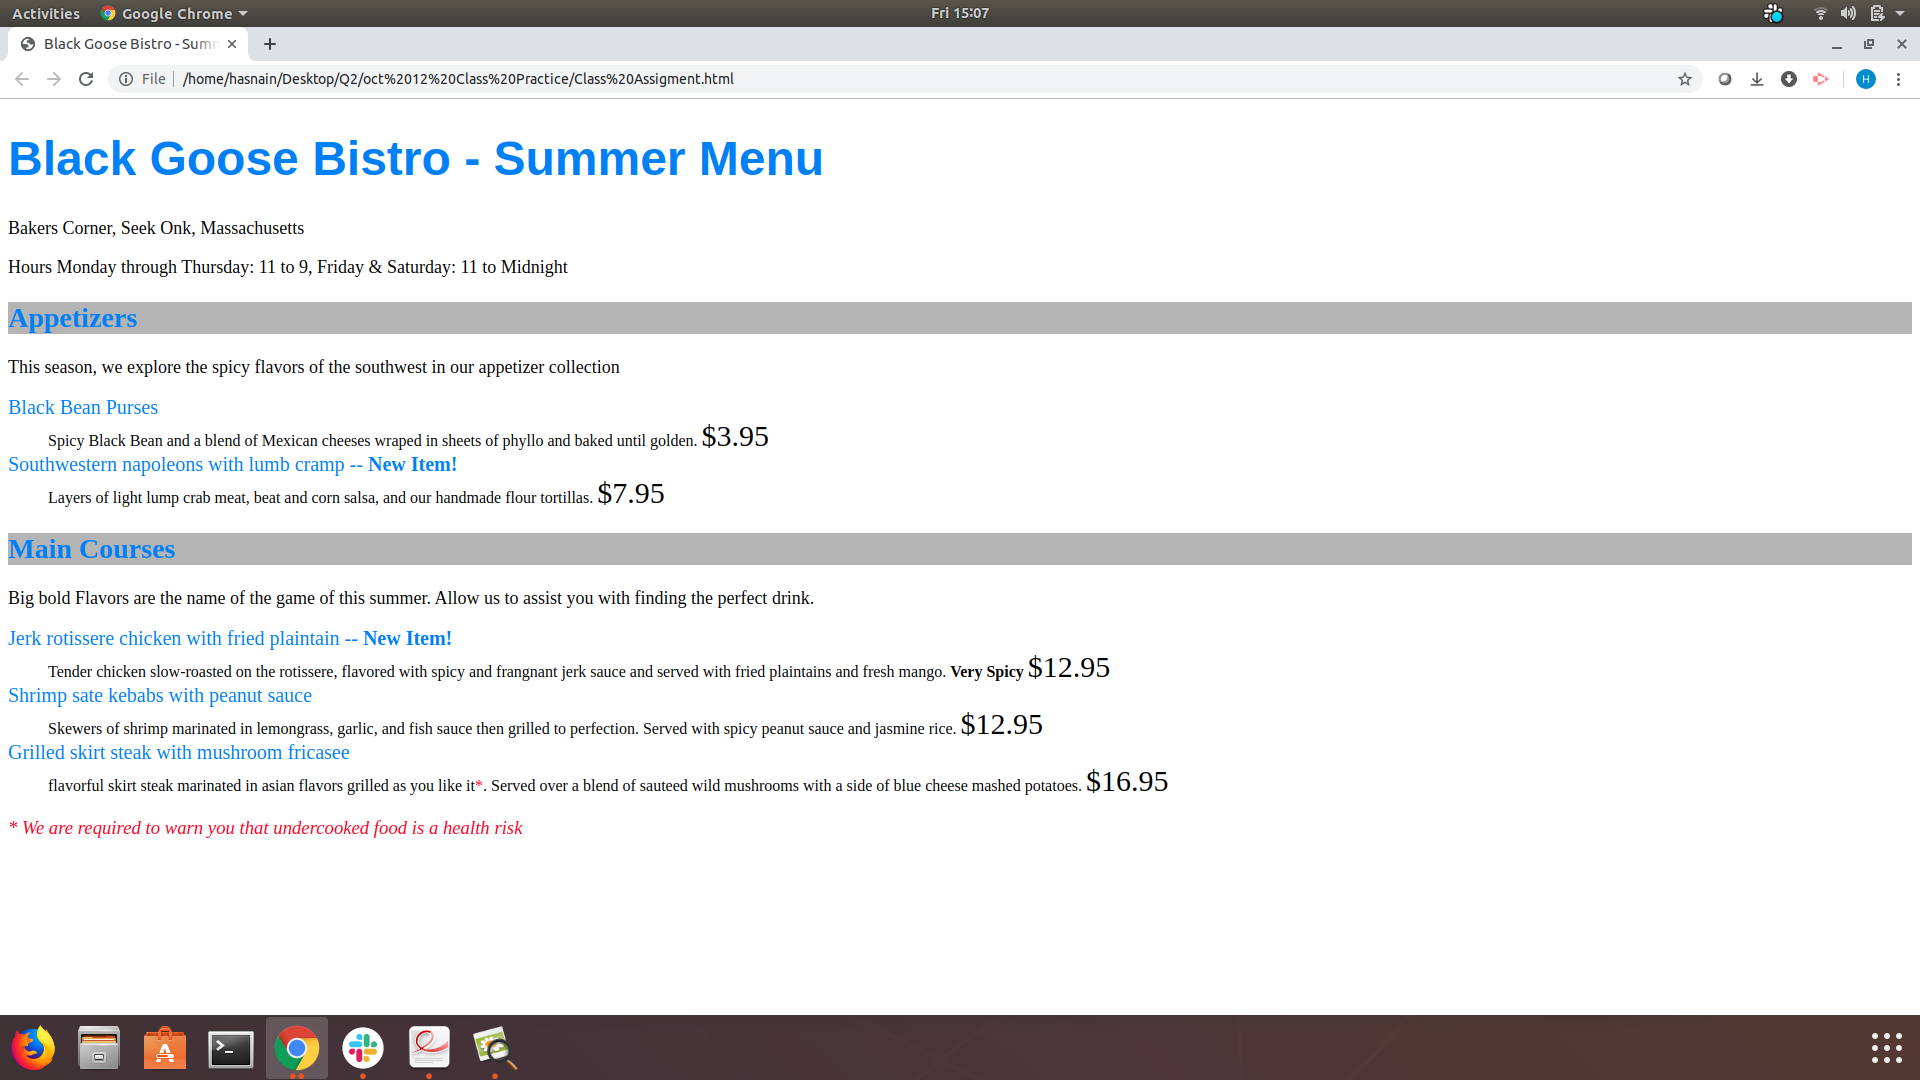 Activities Google Chrome Fri 15:07
Black Goose Bistro - Summ
File /home/hasnain/Desktop/Q2/oct%2012%20Class%20Practice/Class%20Assigment.html H
Black Goose Bistro - Summer Menu
Bakers Corner, Seek Onk, Massachusetts
Hours Monday through Thursday: 11 to 9, Friday & Saturday: 11 to Midnight
Appetizers
This season, we explore the spicy flavors of the southwest in our appetizer collection
Black Bean Purses
Spicy Black Bean and a blend of Mexican cheeses wraped in sheets of phyllo and baked until golden. $3.95
Southwestern napoleons with lumb cramp -- New Item!
Layers of light lump crab meat, beat and corn salsa, and our handmade flour tortillas. $7.95
Main Courses
Big bold Flavors are the name of the game of this summer. Allow us to assist you with finding the perfect drink.
Jerk rotissere chicken with fried plaintain -- New Item!
Tender chicken slow-roasted on the rotissere, flavored with spicy and frangnant jerk sauce and served with fried plaintains and fresh mango. Very Spicy $12.95
Shrimp sate kebabs with peanut sauce
Skewers of shrimp marinated in lemongrass, garlic, and fish sauce then grilled to perfection. Served with spicy peanut sauce and jasmine rice. $12.95
Grilled skirt steak with mushroom fricasee
flavorful skirt steak marinated in asian flavors grilled as you like it*. Served over a blend of sauteed wild mushrooms with a side of blue cheese mashed potatoes. $16.95
* We are required to warn you that undercooked food is a health risk